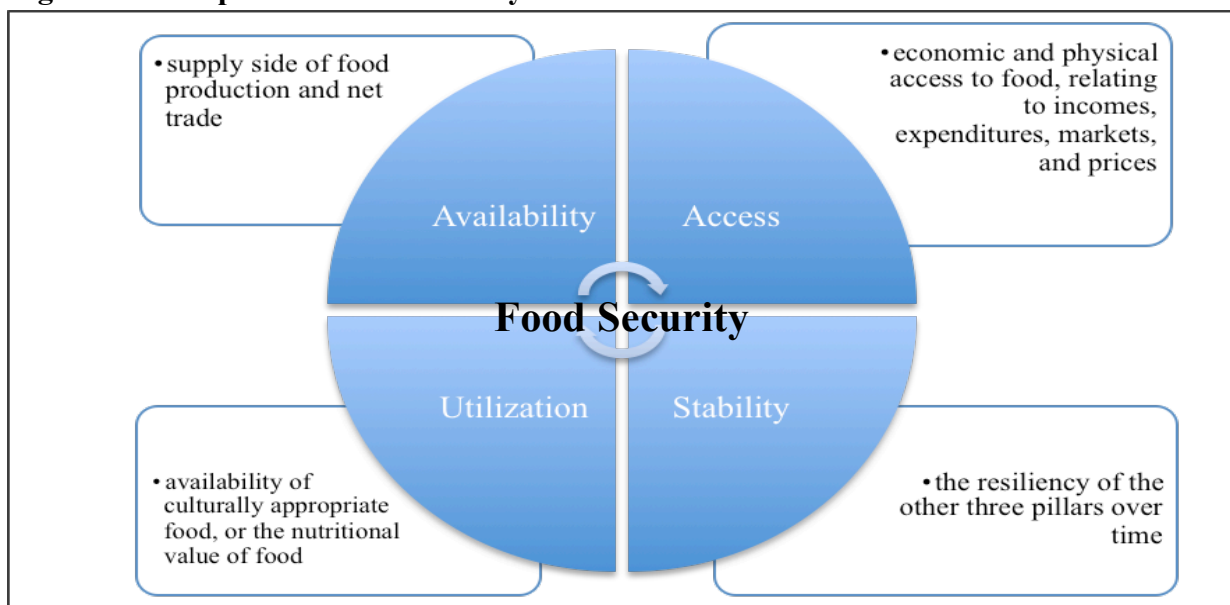 • supply side of food
production and net
trade
• economic and physical
access to food, relating
to incomes,
expenditures, markets,
and prices
Availability
Access
Food Security
Utilization
Stability
• availability of
culturally appropriate
food, or the nutritional
value of food
• the resiliency of the
other three pillars over
time